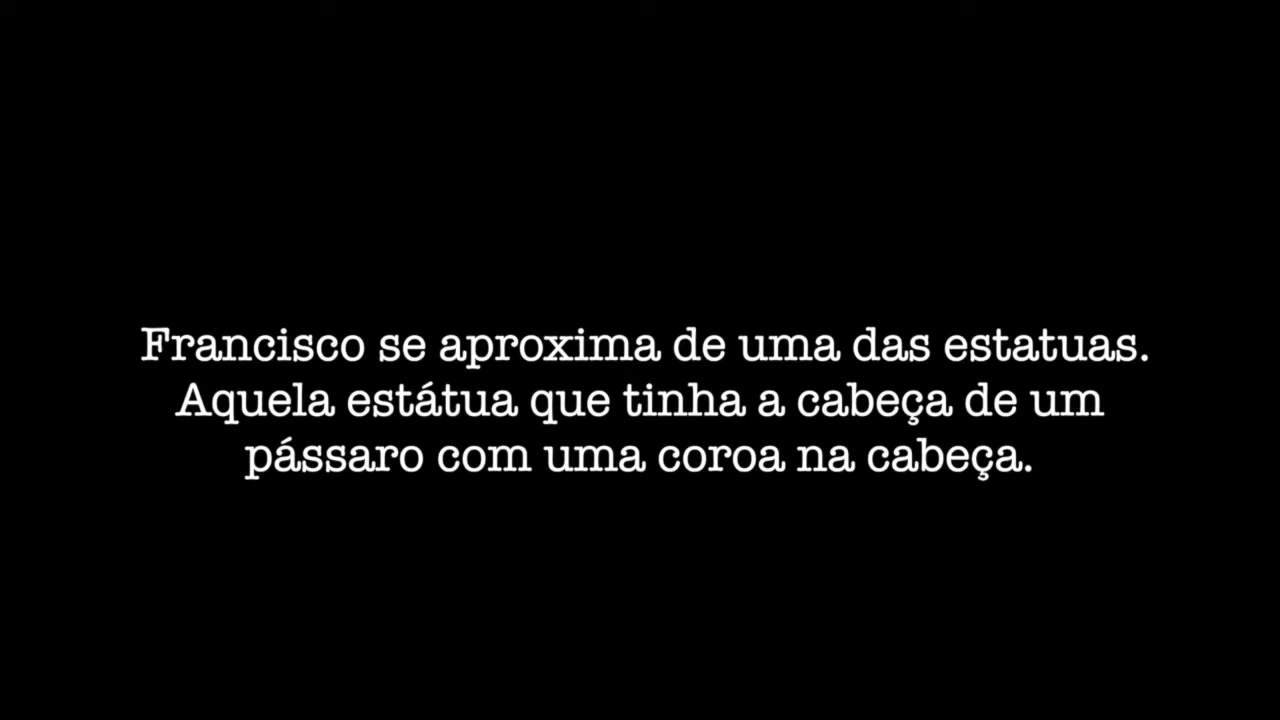 Francisco se aproxima de uma das estatuas.
Aquela estátua que tinha a cabeça de um
pássaro com uma coroa na cabeça.